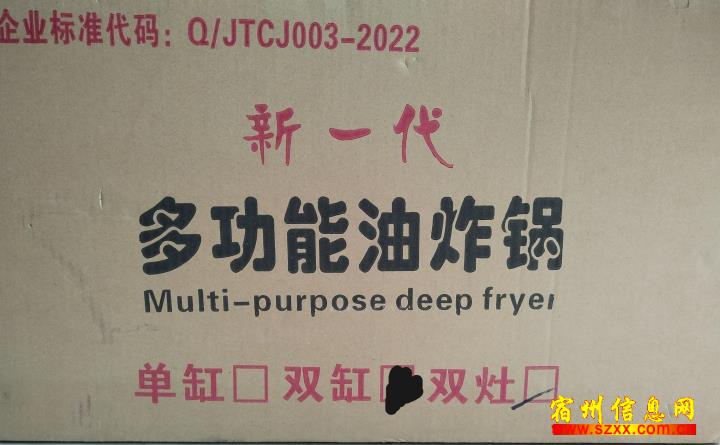 企业标准代码：Q/JTCJ003-2022
新一代
多功能油炸锅
Multi-purpose deep fryer
单缸□ 双缸□ 双灶□
宿州信息网
www.szxx.com.cn